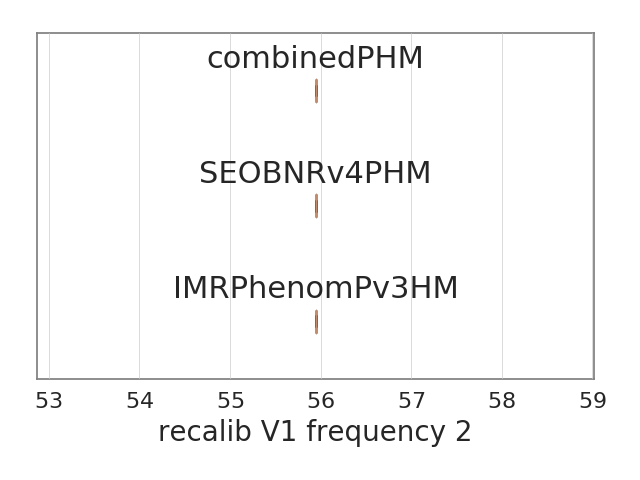 combinedPHM
SEOBNRv4PHM
IMRPhenomPv3HM
53 54 55 56 57 58 59
recalib V1 frequency 2